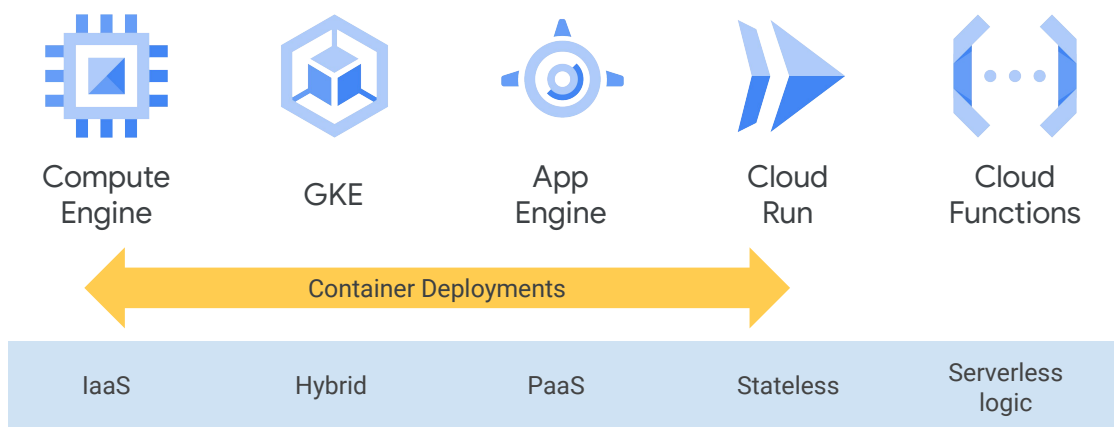 Compute
Engine
GKE
App
Engine
Cloud
Run
Cloud
Functions
Container Deployments
IaaS
Hybrid
PaaS
Stateless
Serverless
logic